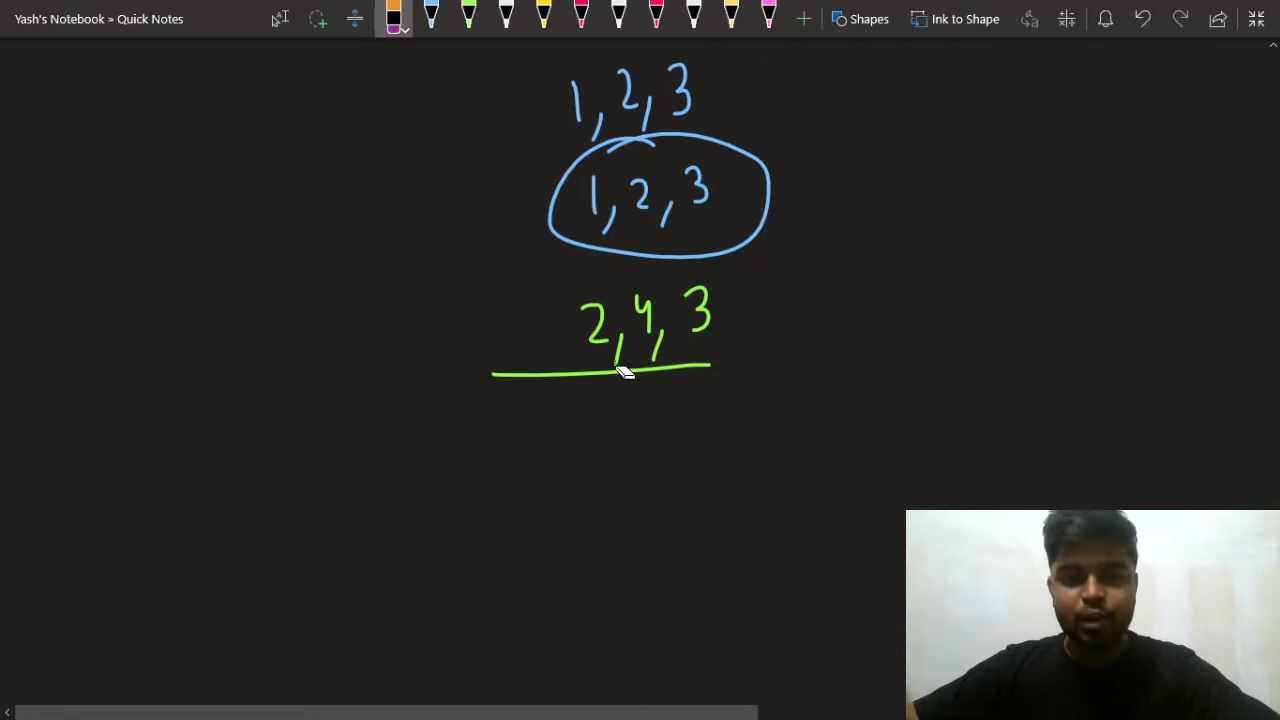 Yash's Notebook » Quick Notes
Shapes
Ink to Shape
1, 2, 3
1, 2, 3
2, 4, 3